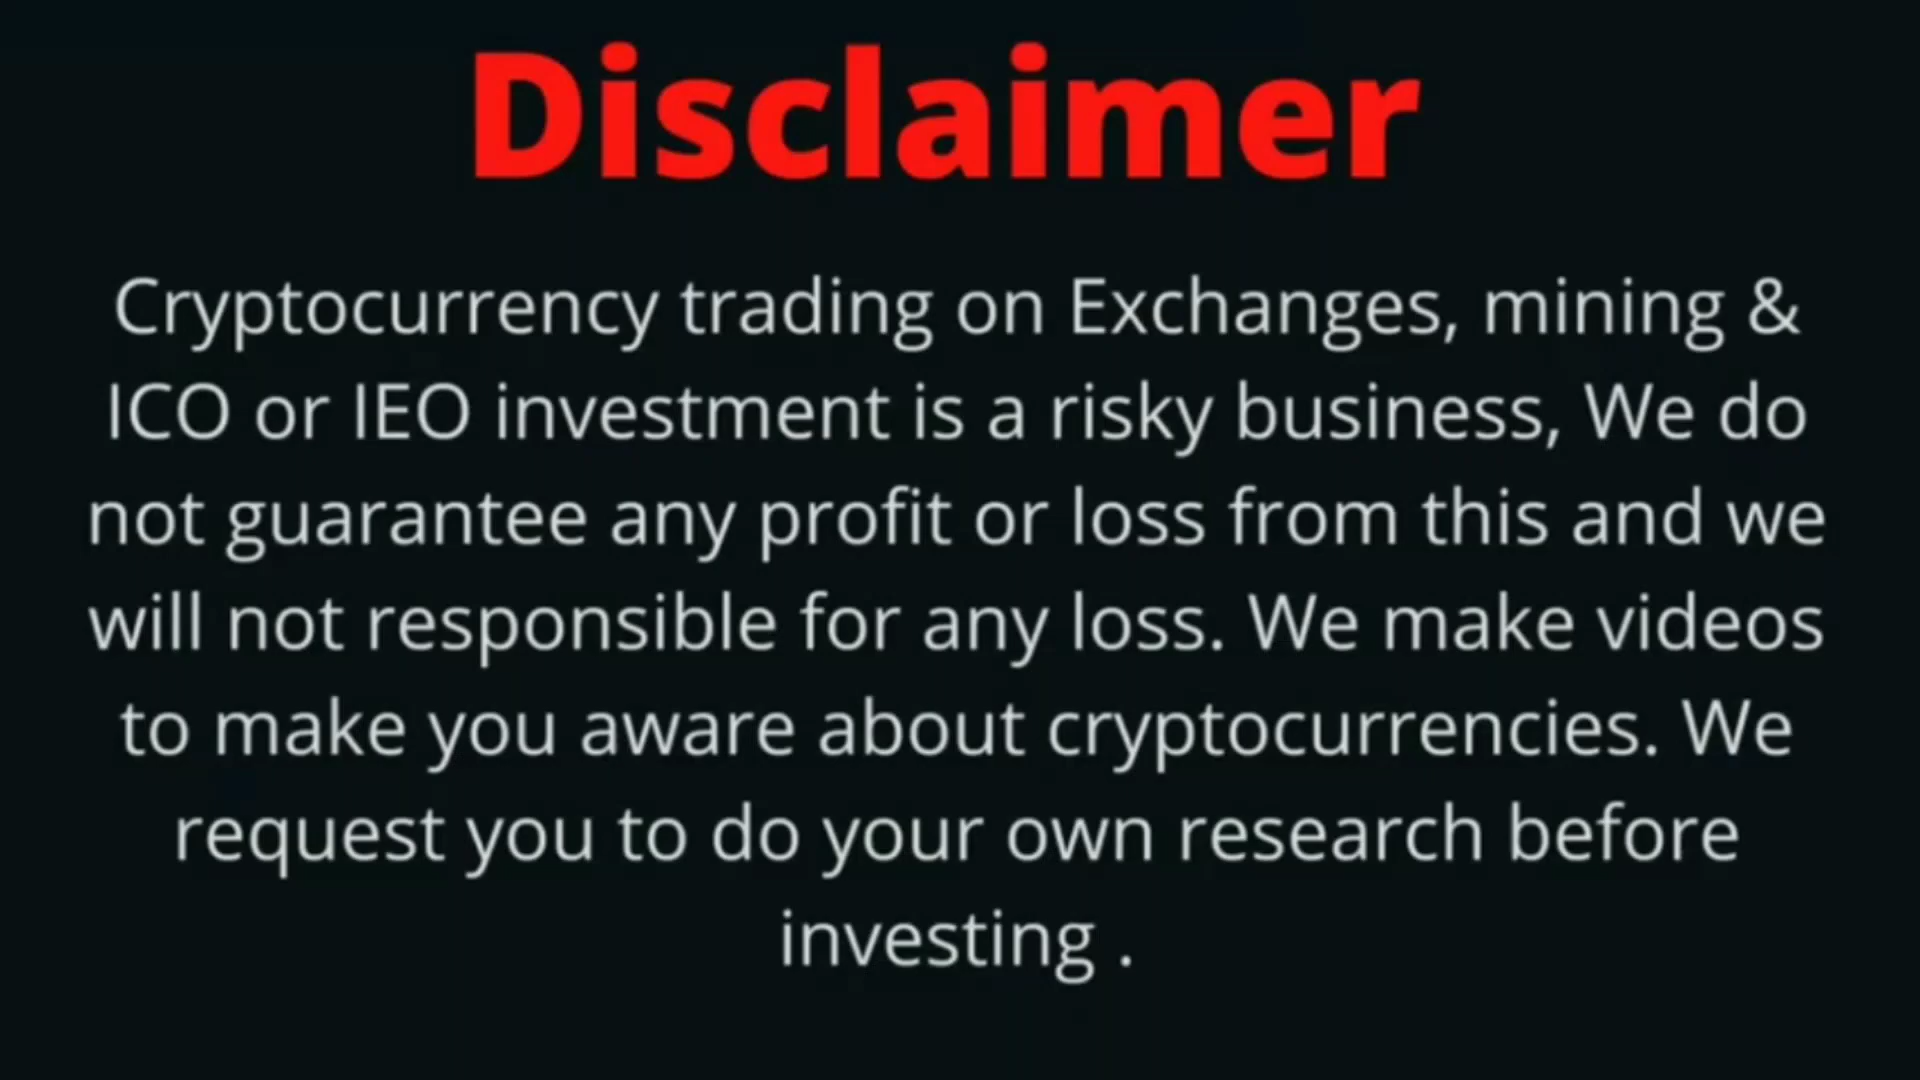 Disclaimer
Cryptocurrency trading on Exchanges, mining &
ICO or IEO investment is a risky business, We do
not guarantee any profit or loss from this and we
will not responsible for any loss. We make videos
to make you aware about cryptocurrencies. We
request you to do your own research before
investing .